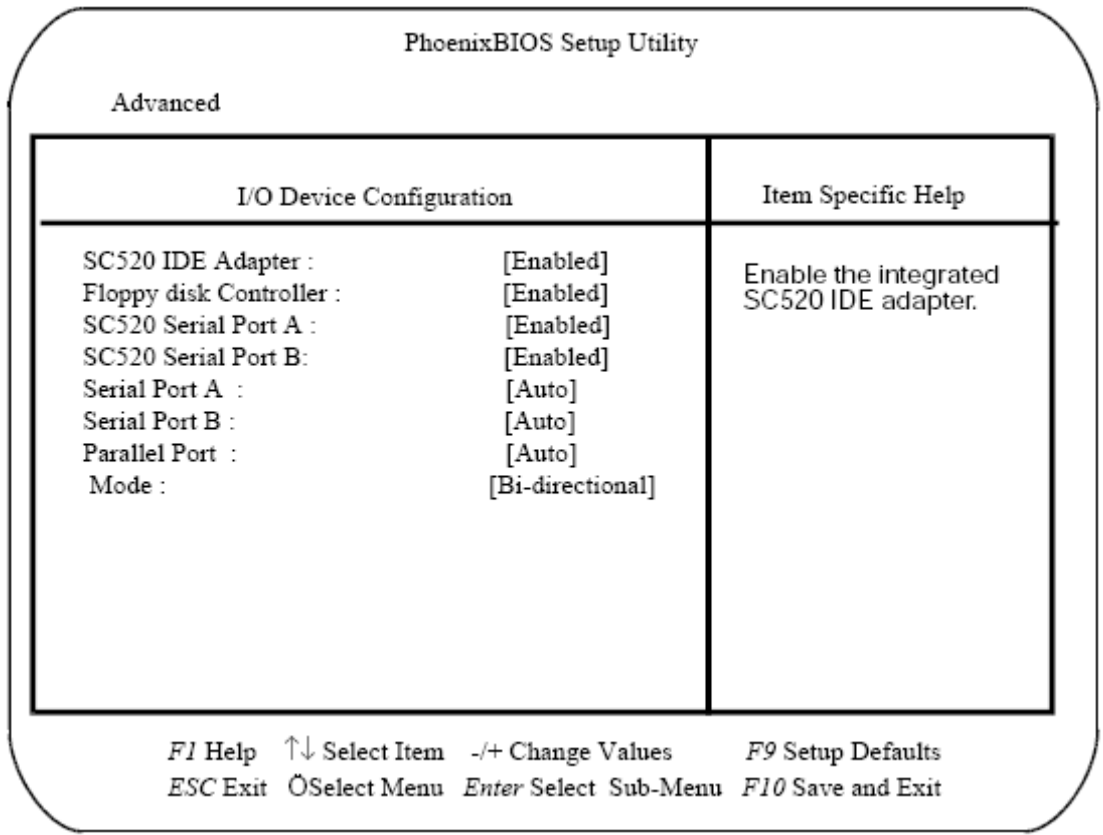 PhoenixBIOS Setup Utility
Advanced
I/O Device Configuration
Item Specific Help
SC520 IDE Adapter : [Enabled]
Floppy disk Controller : [Enabled]
SC520 Serial Port A : [Enabled]
SC520 Serial Port B: [Enabled]
Serial Port A : [Auto]
Serial Port B : [Auto]
Parallel Port : [Auto]
Mode : [Bi-directional]
Enable the integrated
SC520 IDE adapter.
F1 Help ↑↓ Select Item -/+ Change Values F9 Setup Defaults
ESC Exit ÖSelect Menu Enter Select Sub-Menu F10 Save and Exit